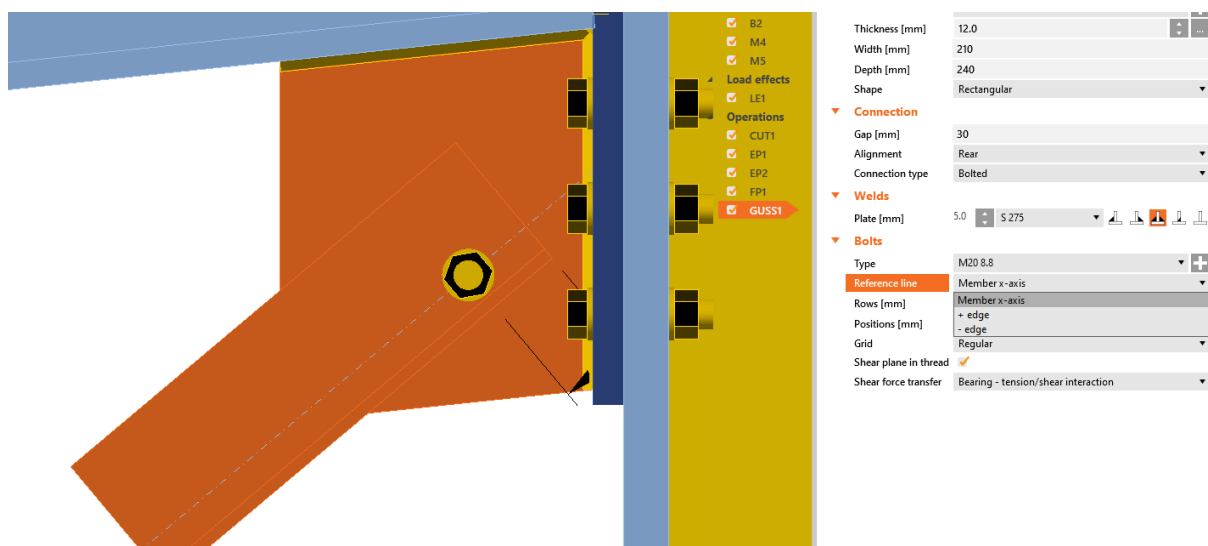 B2
M4
M5
Load effects
LE1
Operations
CUT1
EP1
EP2
FP1
GUSS1
Thickness [mm] 12.0 ...
Width [mm] 210
Depth [mm] 240
Shape Rectangular
Connection
Gap [mm] 30
Alignment Rear
Connection type Bolted
Welds
Plate [mm] 5.0 S 275
Bolts
Type M20 8.8
Reference line Member x-axis
Rows [mm] Member x-axis
+ edge
Positions [mm] - edge
Grid Regular
Shear plane in thread
Shear force transfer Bearing - tension/shear interaction